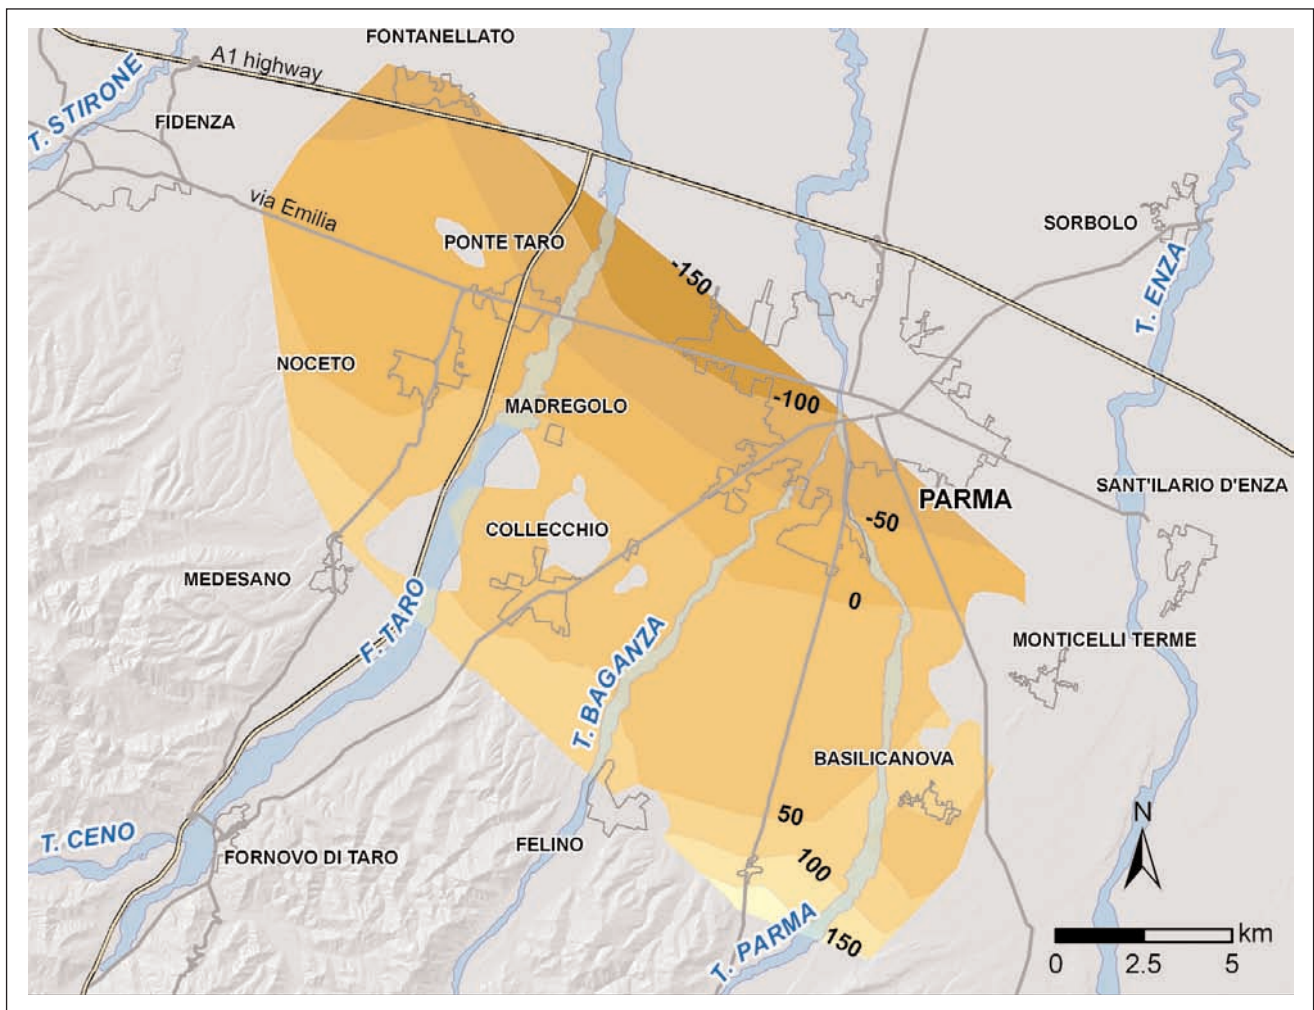 FONTANELLATO
A1 highway
T. STIRONE
FIDENZA
via Emilia
PONTE TARO
SORBOLO
-150
T. ENZA
NOCETO
MADREGOLO
-100
SANT'ILARIO D'ENZA
PARMA
-50
COLLECCHIO
MEDESANO
0
F. TARO
MONTICELLI TERME
T. BAGANZA
BASILICANOVA
50
N
T. CENO
FELINO
FORNOVO DI TARO
100
T. PARMA
150
km
0 2.5 5